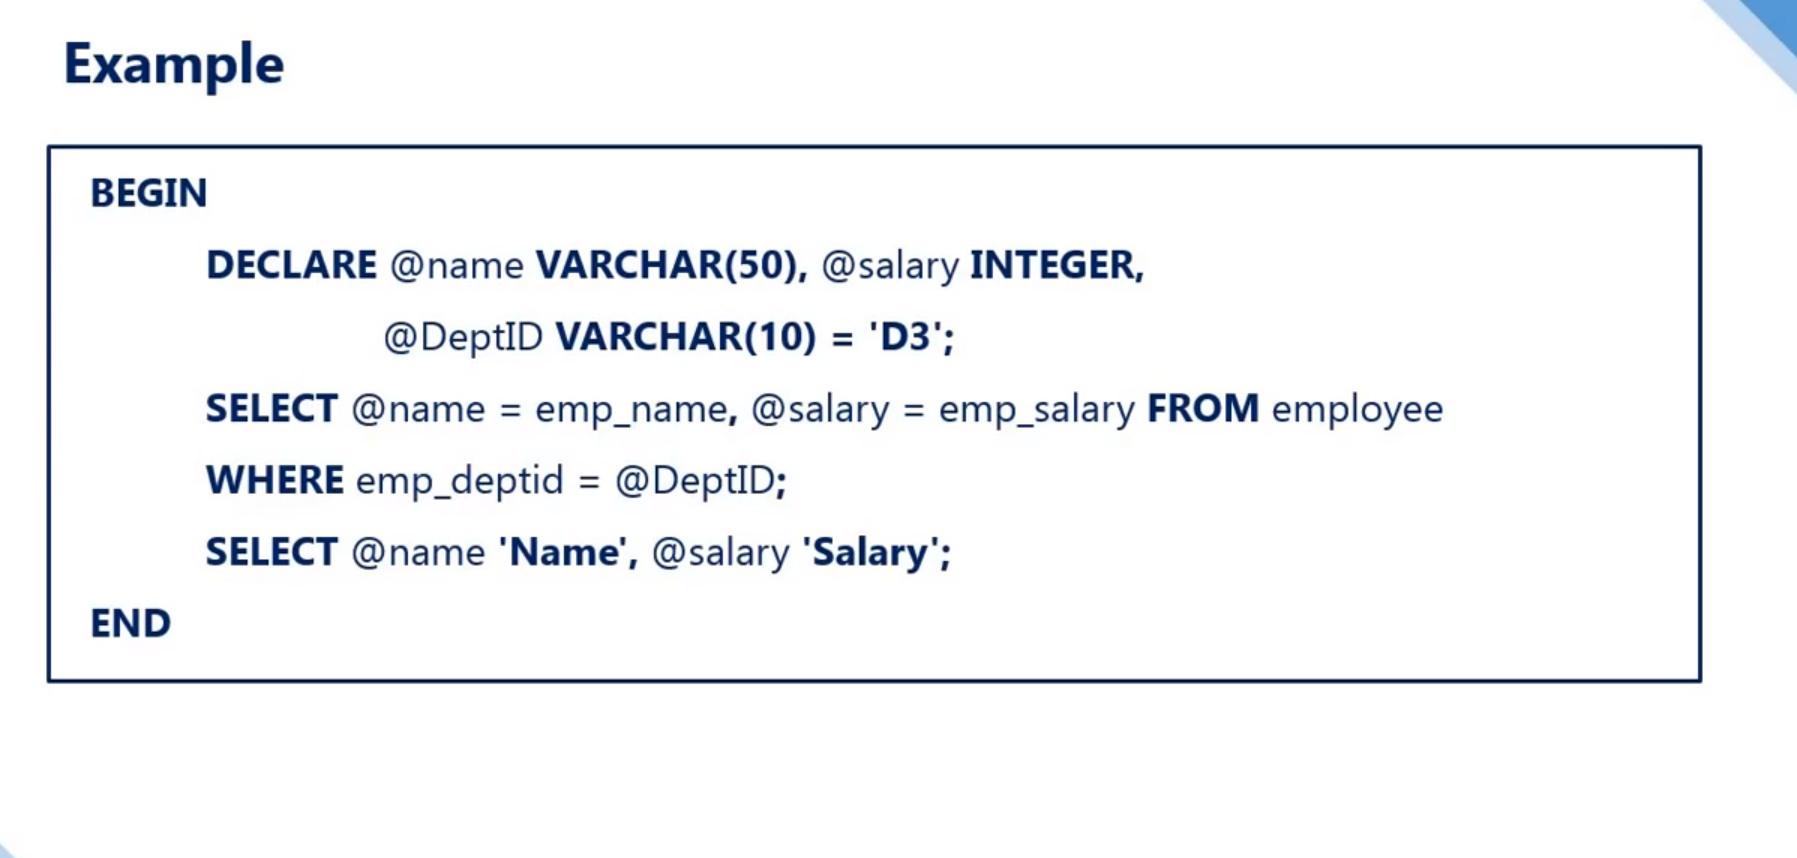 Example
BEGIN
DECLARE @name VARCHAR(50), @salary INTEGER,
@DeptID VARCHAR(10) = 'D3';
SELECT @name = emp_name, @salary = emp_salary FROM employee
WHERE emp_deptid = @DeptID;
SELECT @name 'Name', @salary 'Salary';
END